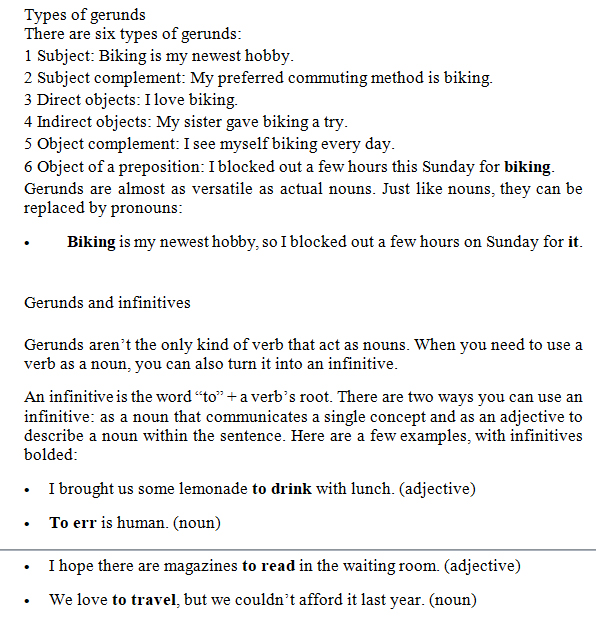 Types of gerunds
There are six types of gerunds:
1 Subject: Biking is my newest hobby.
2 Subject complement: My preferred commuting method is biking.
3 Direct objects: I love biking.
4 Indirect objects: My sister gave biking a try.
5 Object complement: I see myself biking every day.
6 Object of a preposition: I blocked out a few hours this Sunday for biking.
Gerunds are almost as versatile as actual nouns. Just like nouns, they can be
replaced by pronouns:
• Biking is my newest hobby, so I blocked out a few hours on Sunday for it.
Gerunds and infinitives
Gerunds aren’t the only kind of verb that act as nouns. When you need to use a
verb as a noun, you can also turn it into an infinitive.
An infinitive is the word “to” + a verb’s root. There are two ways you can use an
infinitive: as a noun that communicates a single concept and as an adjective to
describe a noun within the sentence. Here are a few examples, with infinitives
bolded:
• I brought us some lemonade to drink with lunch. (adjective)
• To err is human. (noun)
• I hope there are magazines to read in the waiting room. (adjective)
• We love to travel, but we couldn’t afford it last year. (noun)